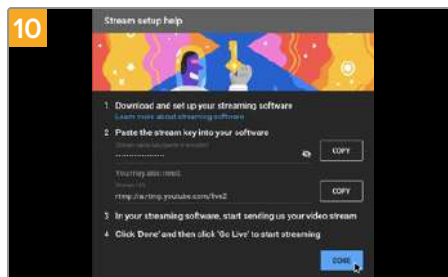 10
Stream setup help
1 Download and set up your streaming software
Learn more about streaming software
2 Paste the stream key into your software
COPY
You may also need:
Stream URL
rtmp://a.rtmp.youtube.com/live2
COPY
3 In your streaming software, start sending us your video stream
4 Click 'Done' and then click 'Go Live' to start streaming
DONE